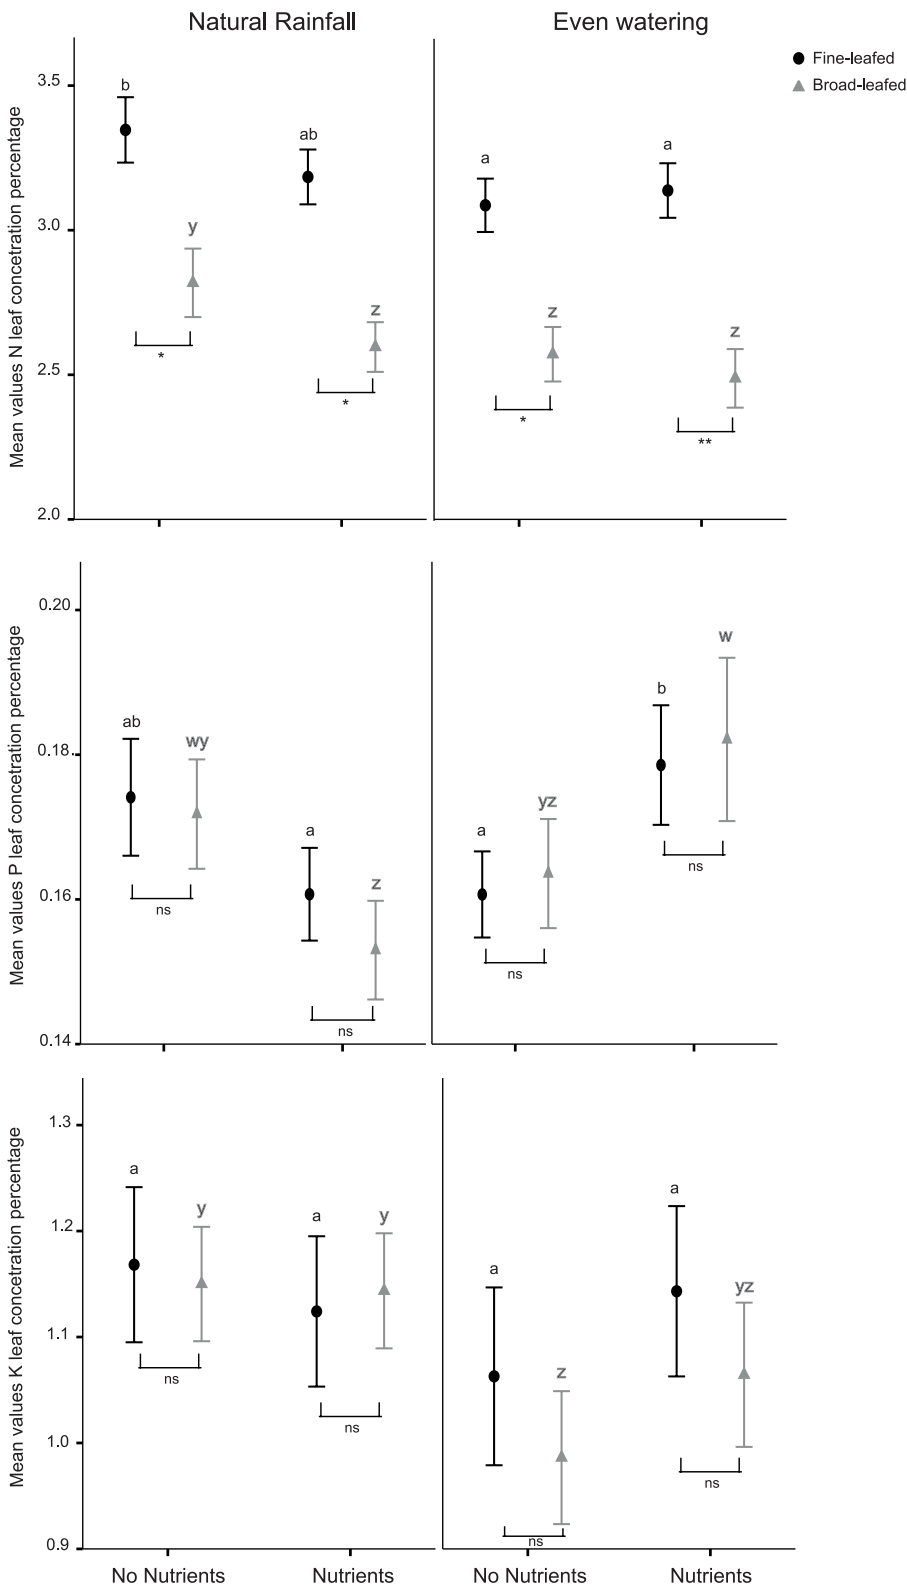 Natural Rainfall
Even watering
Fine-leafed
Broad-leafed
Mean values N leaf concetration percentage
3.5
3.0
2.5
2.0
b
ab
y
z
*
*
a
a
z
z
*
**
Mean values P leaf concetration percentage
0.20
0.18
0.16
0.14
ab
wy
a
z
ns
ns
a
yz
b
w
ns
ns
Mean values K leaf concetration percentage
1.3
1.2
1.1
1.0
0.9
a
y
a
y
ns
ns
a
z
a
yz
ns
ns
No Nutrients
Nutrients
No Nutrients
Nutrients